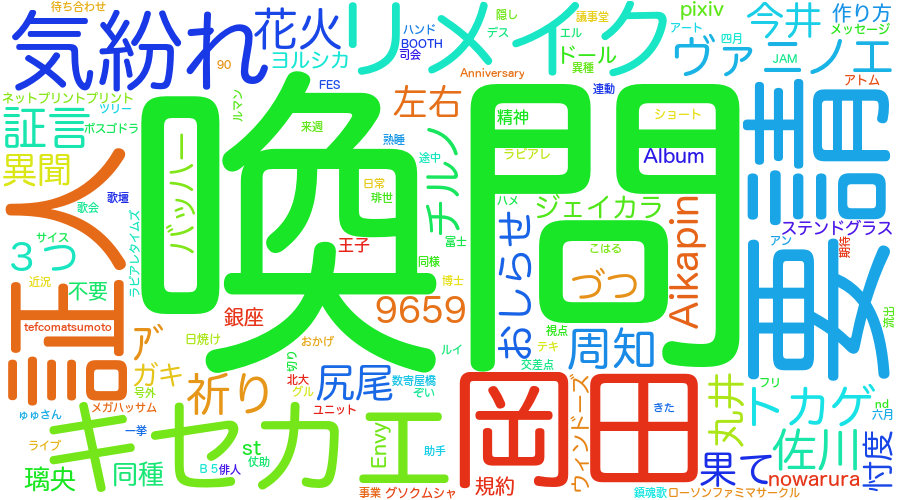 待ち合わせ
気紛れ
花火
ヨルシカ
90
FES
ハンド
BOOTH
司会
リメイク
隠し
デス
エル
議事堂
アート
pixiv
四月
今井
作り方
メッセージ
ヴァニノエ
JAM
アトム
ドール
異種
Anniversary
連動
ネットプリントプリント
ツリー
ボスゴドラ
証言
異聞
ルマン
来週
左右
熱睡
途中
チルノ
精神
ラビアレ
ショート
Album
喚問
要請
証人
バッハー
歌壇
歌会
サイス
ラビアレタイムズ
3つ
近況
不要
tefcomatsumoto
日常
排世
王子
富士
同様
博士
ハメ
ジェイカラ
おしらせ
こはる
づつ
Aikapin
ステンドグラス
アン
期待
流出
銀座
9659
日焼け
おかげ
ルイ
視点
テキ
交差点
周知
ガ
ガキ
号外
メガハッサム
ゅゅさん
祈り
切り
北大
グル
ユニット
尻尾
数寄屋橋
ぞい
岡田
ウィンドーズ
きた
丸井
フリ
トカゲ
nd
六月
キセカエ
一挙
ライブ
璃央
同種
st
仗助
B5
俳人
Envy
助手
事業
グソクムシャ
規約
鎮魂歌
ローソンファミマサークル
果て
佐川
nowarura
忖度